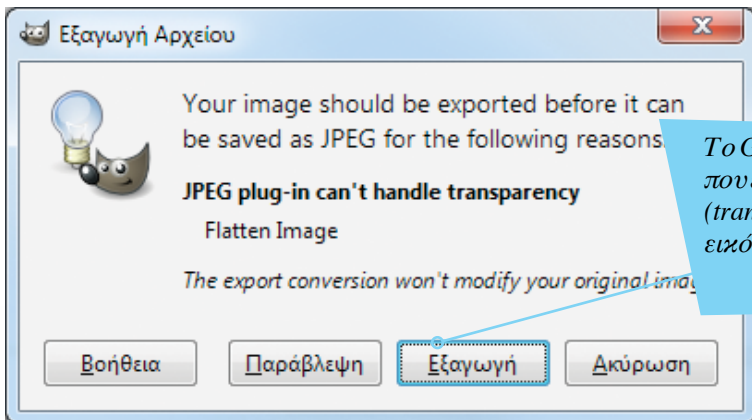 Εξαγωγή Αρχείου
Your image should be exported before it can
be saved as JPEG for the following reasons
JPEG plug-in can't handle transparency
Flatten Image
The export conversion won't modify your original
Βοήθεια
Παράβλεψη
Εξαγωγή
Ακύρωση
Το
που